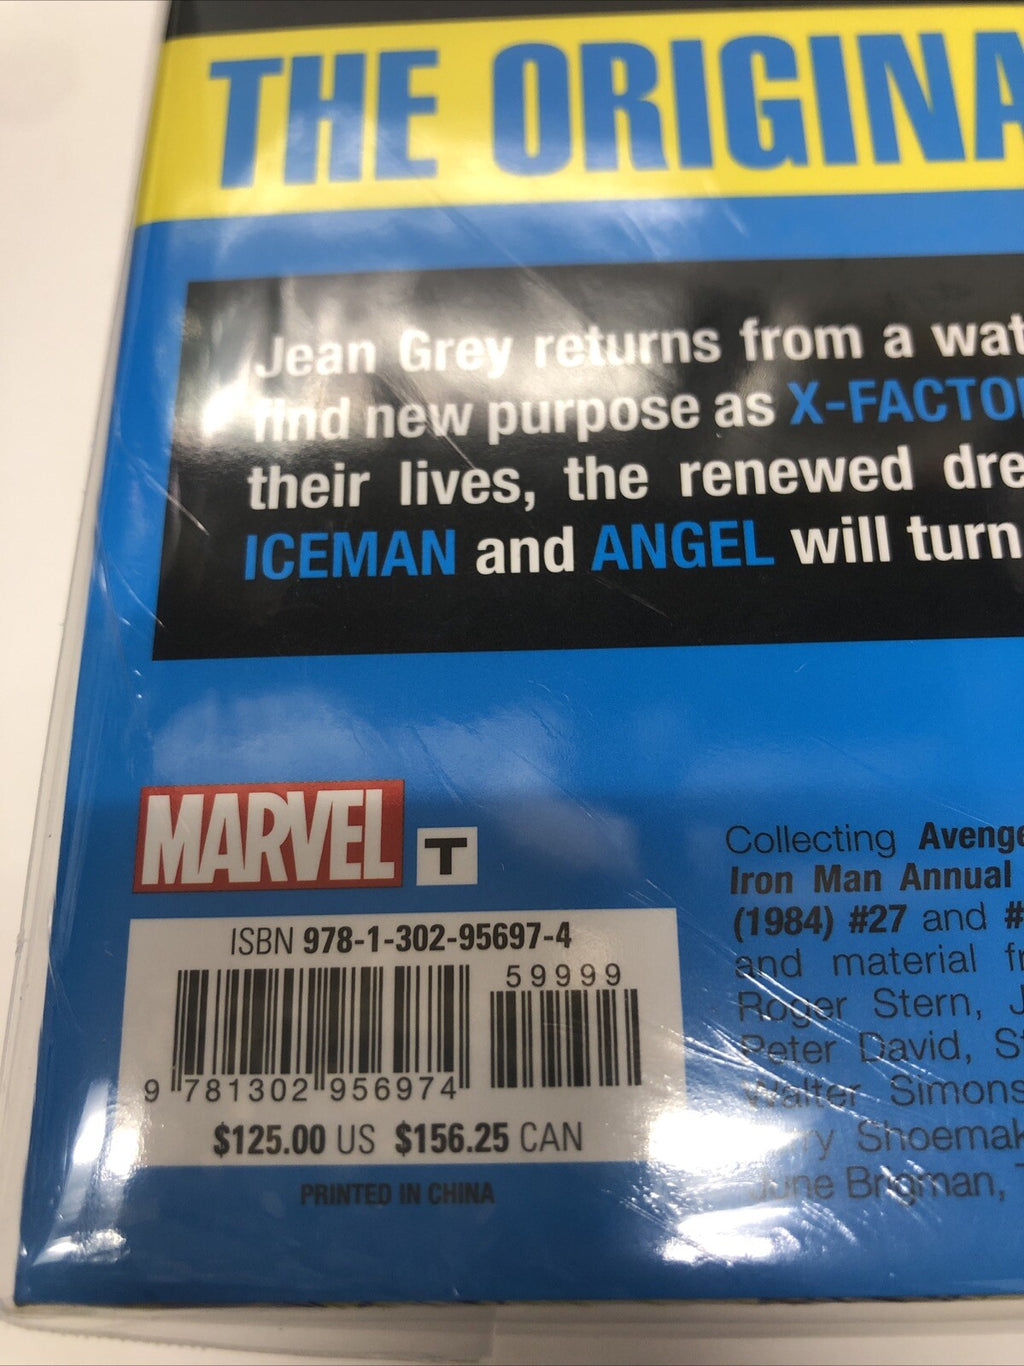 THE ORIGINA
Jean Grey returns from a wat
find new purpose as X-FACTO
their lives, the renewed dre
ICEMAN and ANGEL will turn
MARVEL T
ISBN 978-1-302-95697-4
59999
9 781302 956974
$125.00 US $156.25 CAN
PRINTED IN CHINA
Collecting Avenge
Iron Man Annual
(1984) #27 and #
and material fr
Roger Stern, J
Peter David, St
Walter Simons
Shoemak
June Brigman,